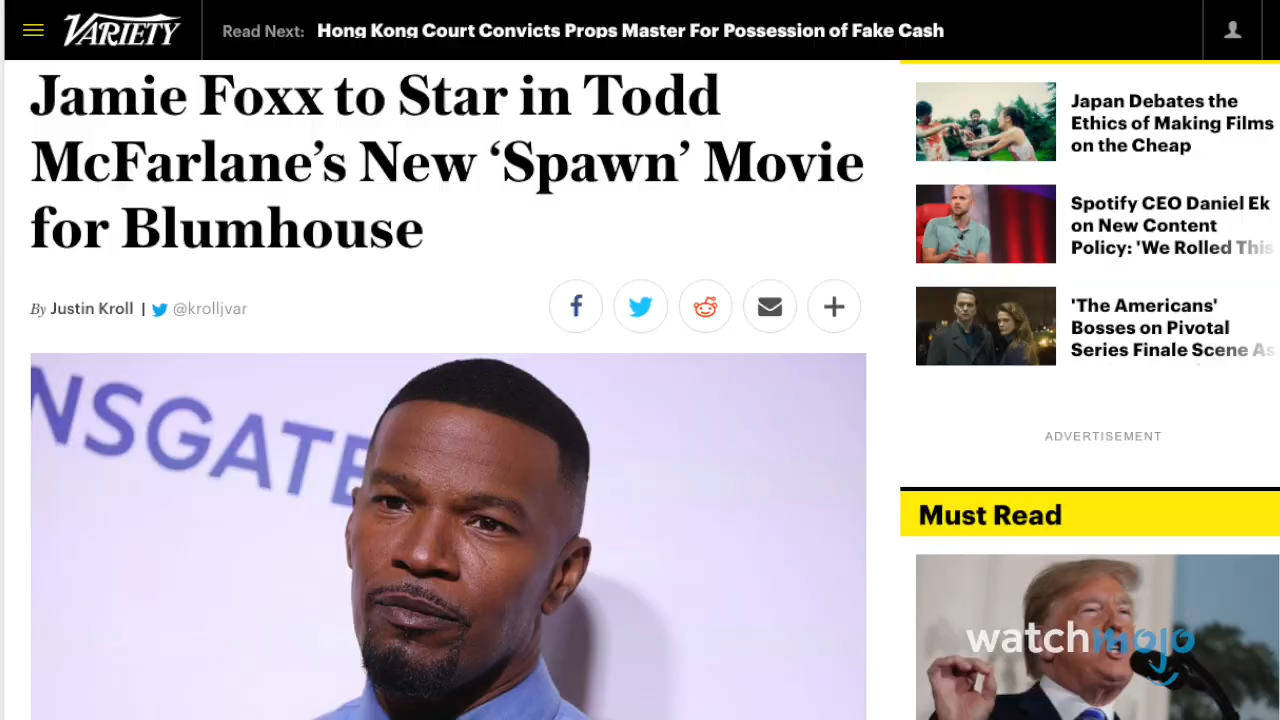 VARIETY
Read Next: Hong Kong Court Convicts Props Master For Possession of Fake Cash
Jamie Foxx to Star in Todd
McFarlane’s New ‘Spawn’ Movie
for Blumhouse
By Justin Kroll | @krolljvar
NSGATE
Japan Debates the
Ethics of Making Films
on the Cheap
Spotify CEO Daniel Ek
on New Content
Policy: 'We Rolled This
'The Americans'
Bosses on Pivotal
Series Finale Scene As
ADVERTISEMENT
Must Read
watchmojo